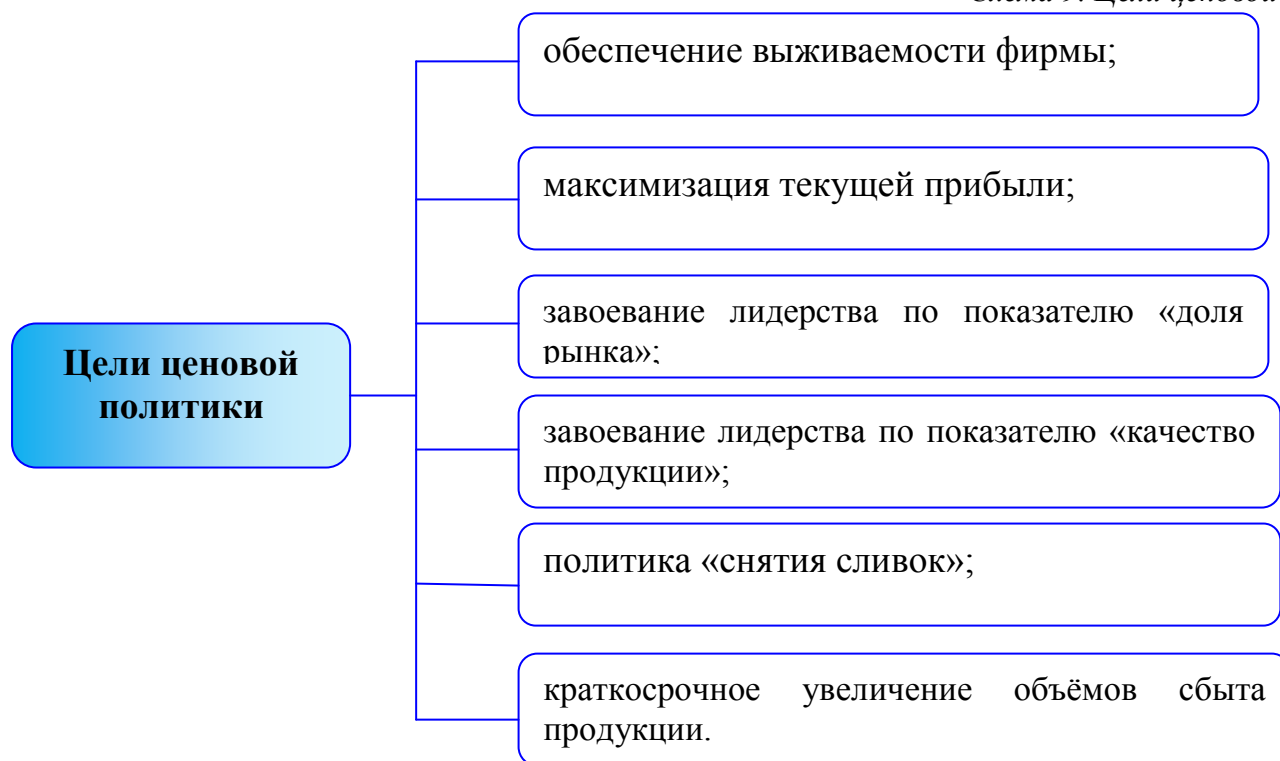 обеспечение выживаемости фирмы;
максимизация текущей прибыли;
завоевание лидерства по показателю «доля
рынка»;
Цели ценовой
политики
завоевание лидерства по показателю «качество
продукции»;
политика «снятия сливок»;
краткосрочное увеличение объёмов сбыта
продукции.